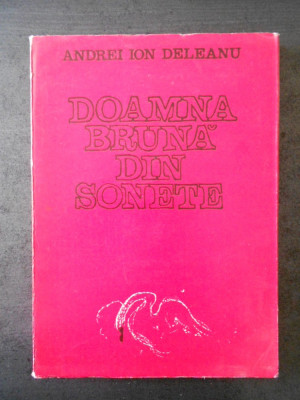 ANDREI ION DELEANU
DOAMNA
BRUNĂ
DIN
SONETE